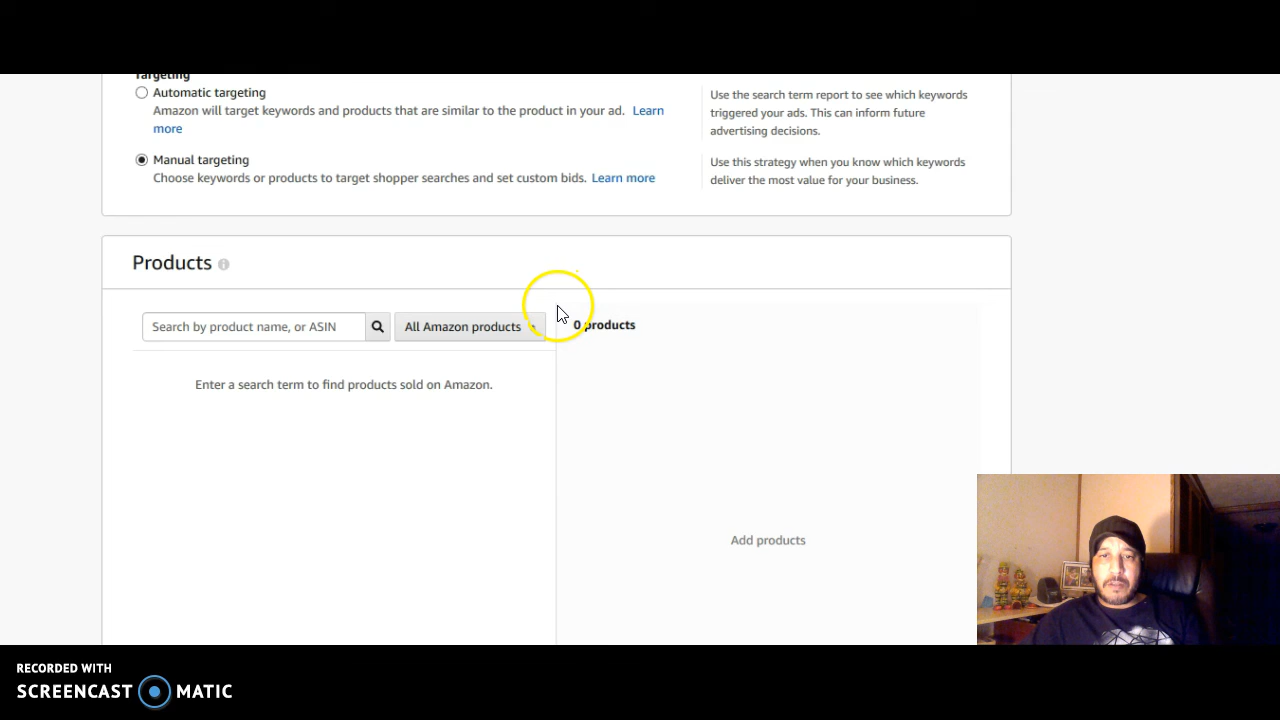 Targeting
Automatic targeting
Amazon will target keywords and products that are similar to the product in your ad. Learn
more
Use the search term report to see which keywords
triggered your ads. This can inform future
advertising decisions.
Manual targeting
Choose keywords or products to target shopper searches and set custom bids. Learn more
Use this strategy when you know which keywords
deliver the most value for your business.
Products
Search by product name, or ASIN
All Amazon products
0 products
Enter a search term to find products sold on Amazon.
Add products
RECORDED WITH
SCREENCAST MATIC